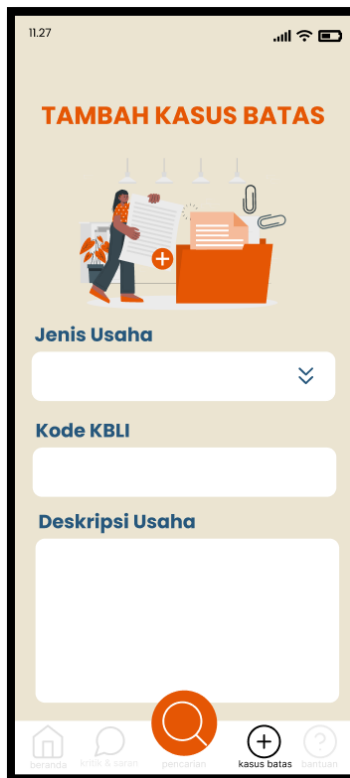 11.27
TAMBAH KASUS BATAS
Jenis Usaha
Kode KBLI
Deskripsi Usaha
beranda kritik & saran pencarian kasus batas bantuan